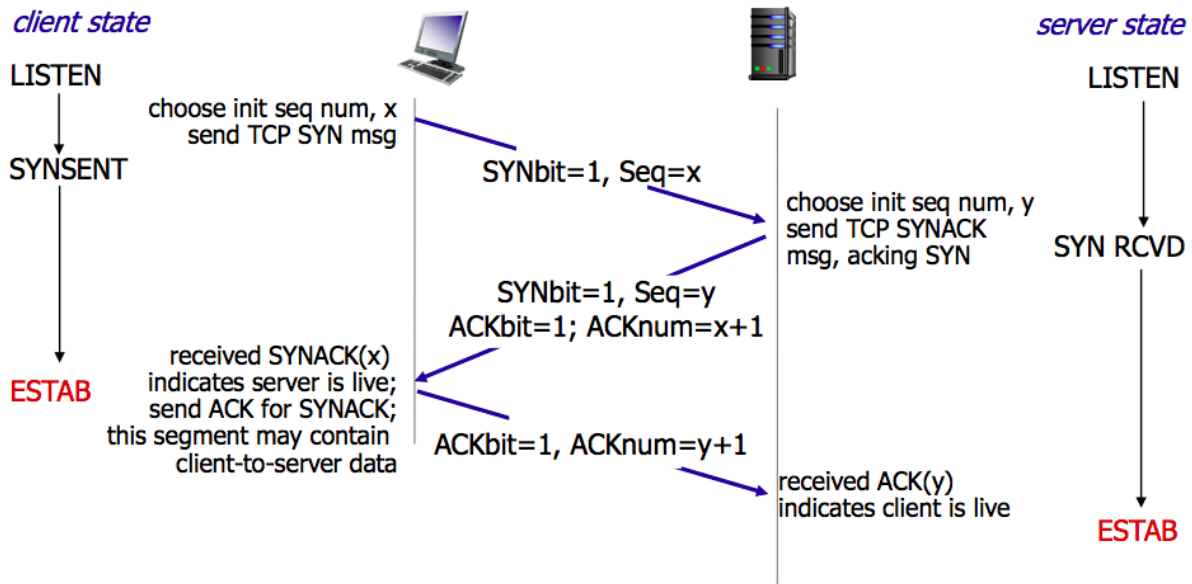 client state
server state
LISTEN
LISTEN
choose init seq num, x
send TCP SYN msg
SYNSENT
SYNbit=1, Seq=x
choose init seq num, y
send TCP SYNACK
msg, acking SYN
SYN RCVD
SYNbit=1, Seq=y
ACKbit=1; ACKnum=x+1
received SYNACK(x)
indicates server is live;
send ACK for SYNACK;
this segment may contain
client-to-server data
ESTAB
ACKbit=1, ACKnum=y+1
received ACK(y)
indicates client is live
ESTAB